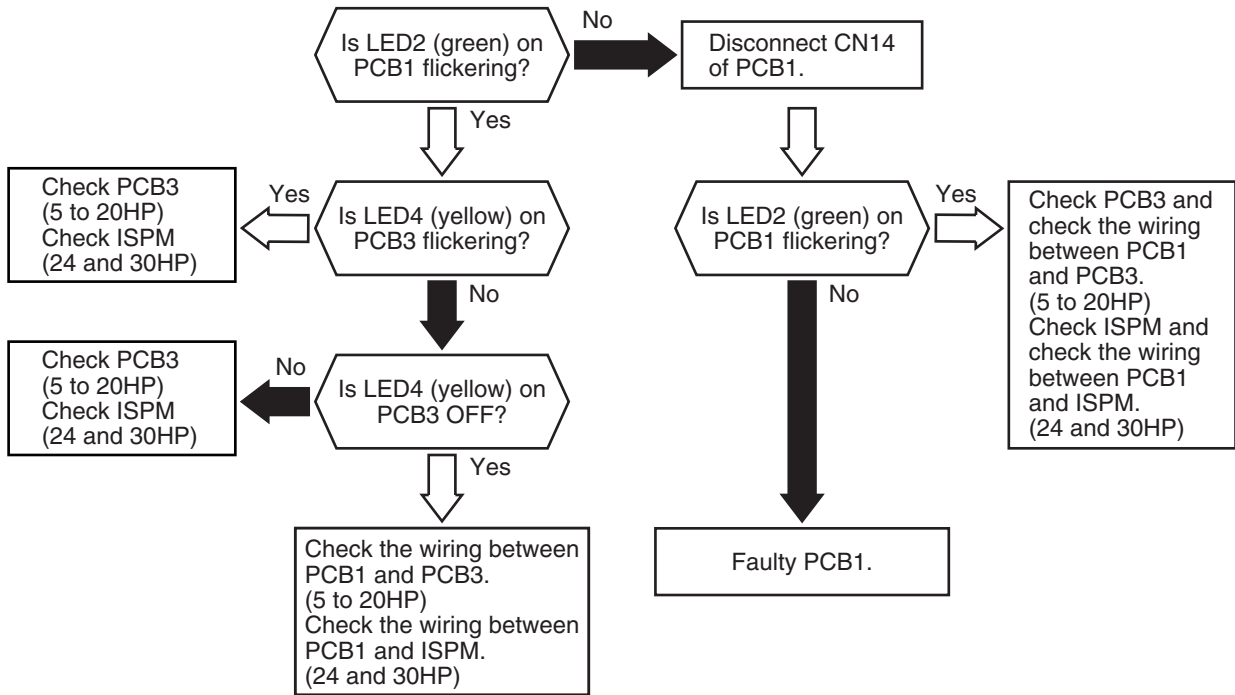 Is LED2 (green) on
PCB1 flickering?
No
Disconnect CN14
of PCB1.
Yes
Is LED4 (yellow) on
PCB3 flickering?
Yes
Check PCB3
(5 to 20HP)
Check ISPM
(24 and 30HP)
No
Is LED4 (yellow) on
PCB3 OFF?
No
Check PCB3
(5 to 20HP)
Check ISPM
(24 and 30HP)
Yes
Check the wiring between
PCB1 and PCB3.
(5 to 20HP)
Check the wiring between
PCB1 and ISPM.
(24 and 30HP)
Is LED2 (green) on
PCB1 flickering?
Yes
Check PCB3 and
check the wiring
between PCB1
and PCB3.
(5 to 20HP)
Check ISPM and
check the wiring
between PCB1
and ISPM.
(24 and 30HP)
No
Faulty PCB1.